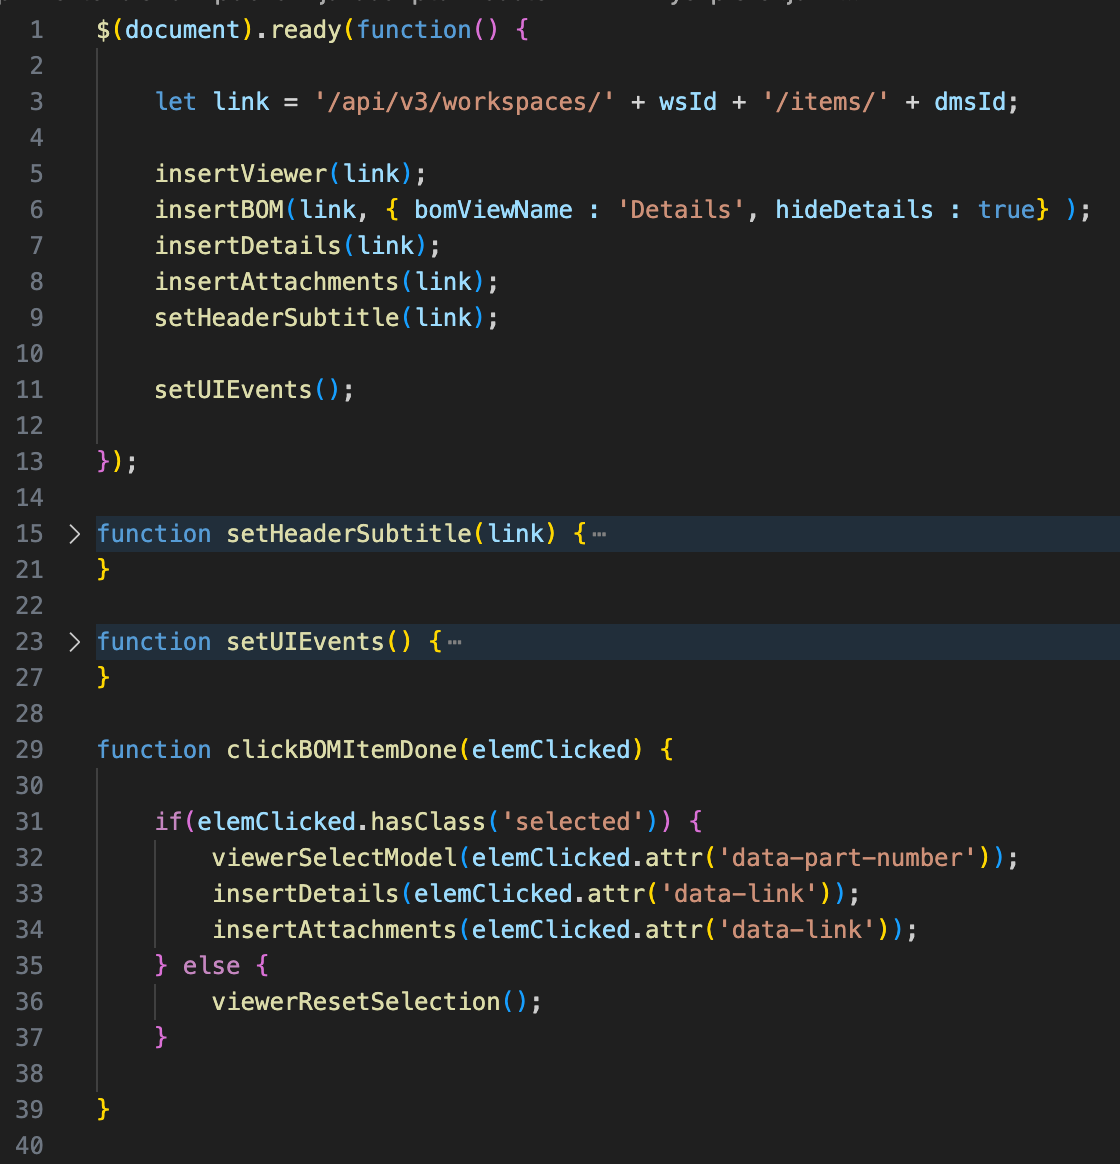 1 $(document).ready(function() {
2
3 let link = '/api/v3/workspaces/' + wsId + '/items/' + dmsId;
4
5 insertViewer(link);
6 insertBOM(link, { bomViewName : 'Details', hideDetails : true} );
7 insertDetails(link);
8 insertAttachments(link);
9 setHeaderSubtitle(link);
10
11 setUIEvents();
12
13 });
14
15 > function setHeaderSubtitle(link) {⋯
21 }
22
23 > function setUIEvents() {⋯
27 }
28
29 function clickBOMItemDone(elemClicked) {
30
31 if(elemClicked.hasClass('selected')) {
32 viewerSelectModel(elemClicked.attr('data-part-number'));
33 insertDetails(elemClicked.attr('data-link'));
34 insertAttachments(elemClicked.attr('data-link'));
35 } else {
36 viewerResetSelection();
37 }
38
39 }
40